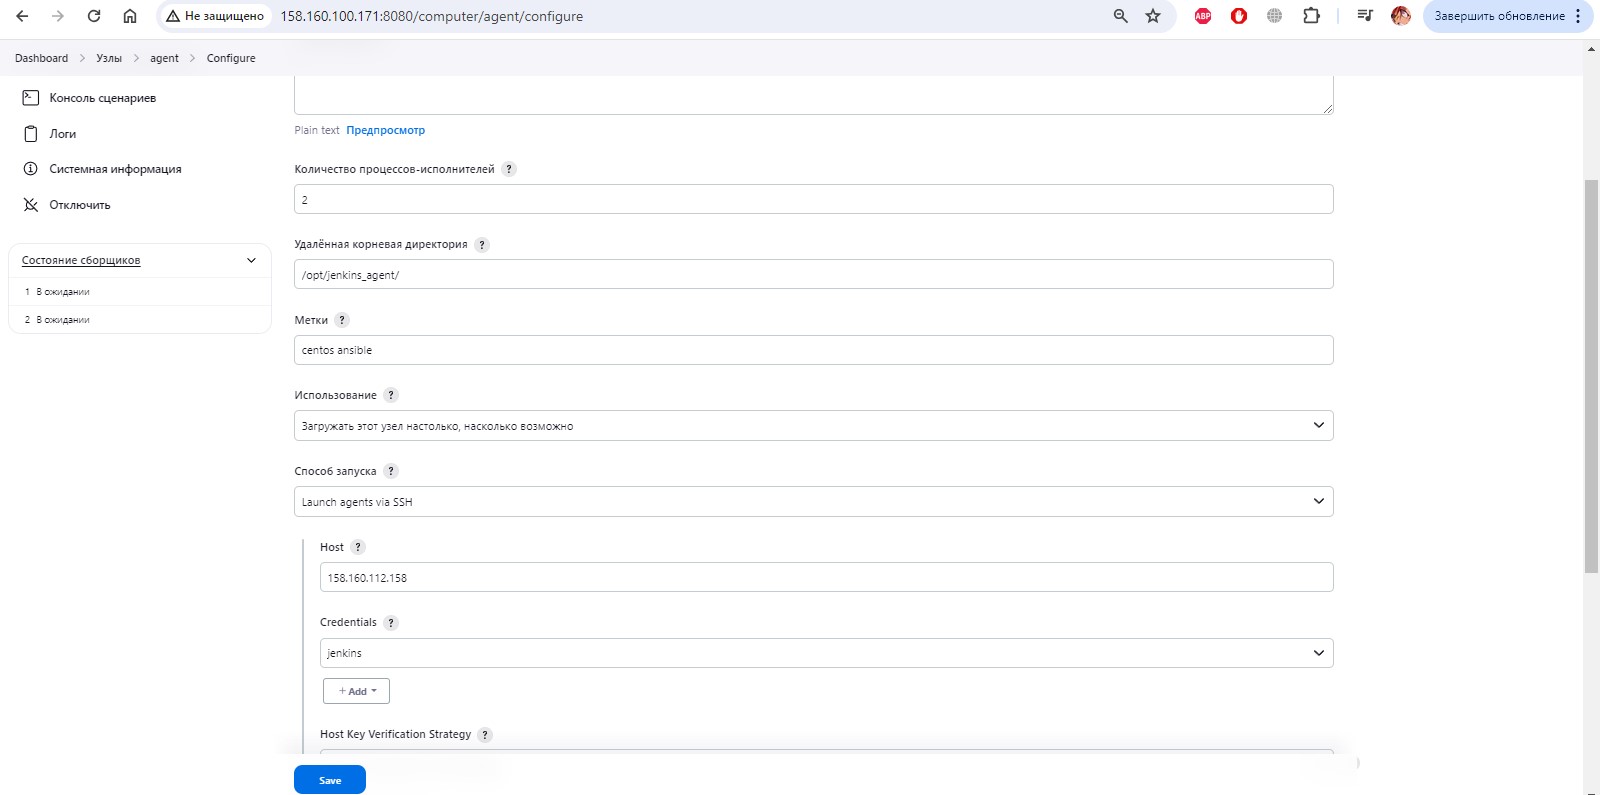 Не защищено
158.160.100.171:8080/computer/agent/configure
ABP
Завершить обновление
Dashboard > Узлы > agent > Configure
Консоль сценариев
Логи
Системная информация
Отключить
Состояние сборщиков
1 В ожидании
2 В ожидании
Plain text Предпросмотр
Количество процессов-исполнителей ?
2
Удалённая корневая директория ?
/opt/jenkins_agent/
Метки ?
centos ansible
Использование ?
Загружать этот узел настолько, насколько возможно
Способ запуска ?
Launch agents via SSH
Host ?
158.160.112.158
Credentials ?
jenkins
+ Add
Host Key Verification Strategy ?
Save